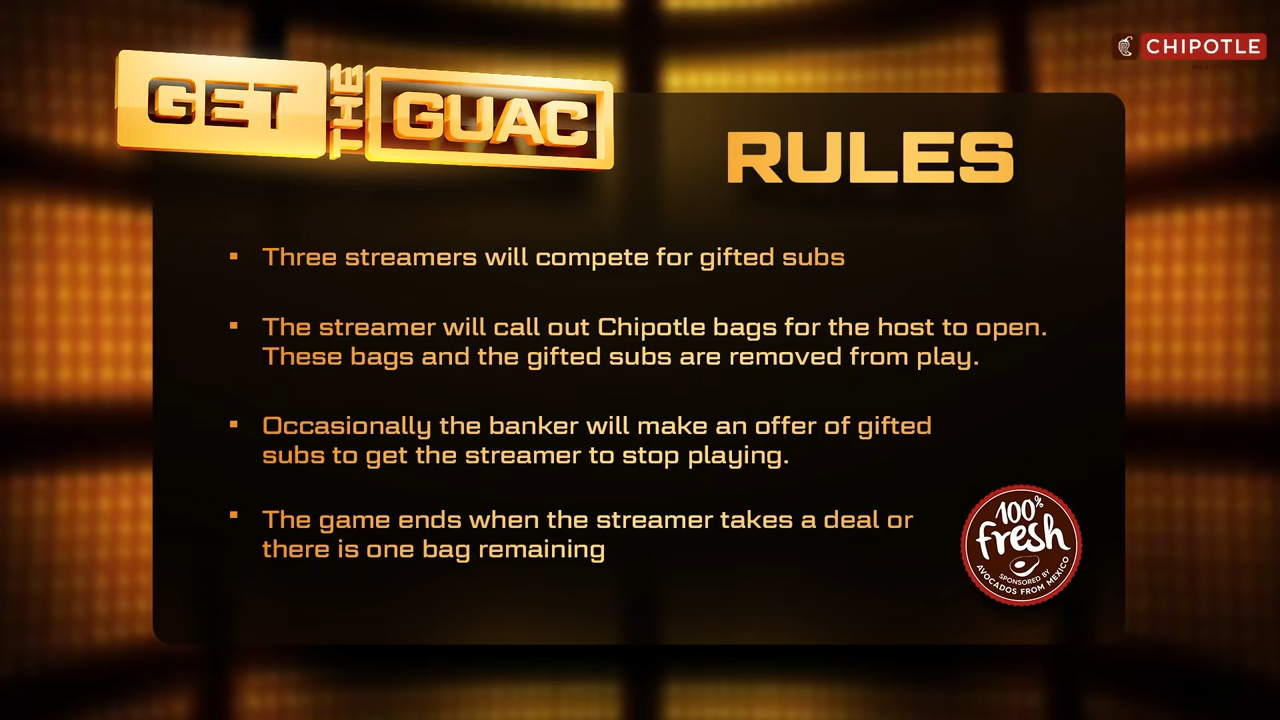 CHIPOTLE
GET THE GUAC
RULES
Three streamers will compete for gifted subs
The streamer will call out Chipotle bags for the host to open.
These bags and the gifted subs are removed from play.
Occasionally the banker will make an offer of gifted
subs to get the streamer to stop playing.
The game ends when the streamer takes a deal or
there is one bag remaining
100%
fresh
SPONSORED BY
AVOCADOS FROM MEXICO